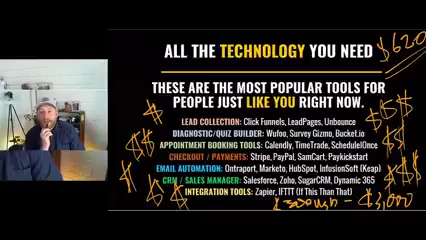 ALL THE TECHNOLOGY YOU NEED
$620
THESE ARE THE MOST POPULAR TOOLS FOR
PEOPLE JUST LIKE YOU RIGHT NOW.
LEAD COLLECTION: Click Funnels, LeadPages, Unbounce
DIAGNOSTIC/QUIZ BUILDER: Wufoo, Survey Gizmo, Bucket.io
APPOINTMENT BOOKING TOOLS: Calendly, TimeTrade, ScheduleOnce
CHECKOUT / PAYMENTS: Stripe, PayPal, SamCart, Paykickstart
EMAIL AUTOMATION: Ontraport, Marketo, HubSpot, InfusionSoft (Keap)
CRM / SALES MANAGER: Salesforce, Zoho, SugarCRM, Dynamic 365
INTEGRATION TOOLS: Zapier, IFTTT (If This Than That)
$3,000